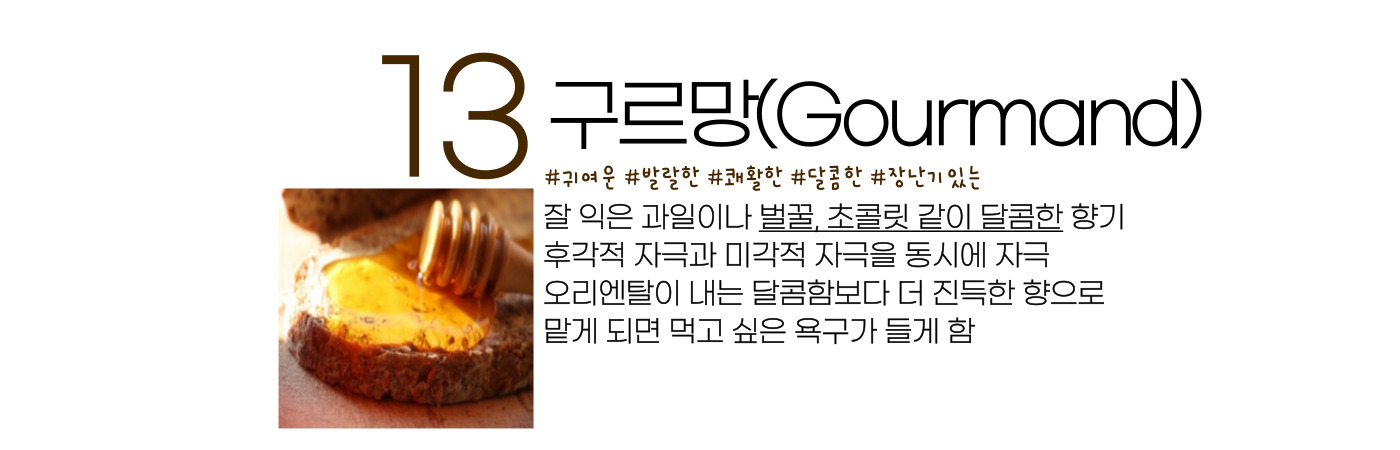 13
구르망(Gourmand)
#귀여운 #발랄한 #쾌활한 #달콤한 #장난기있는
잘 익은 과일이나 벌꿀, 초콜릿 같이 달콤한 향기
후각적 자극과 미각적 자극을 동시에 자극
오리엔탈이 내는 달콤함보다 더 진득한 향으로
맡게 되면 먹고 싶은 욕구가 들게 함